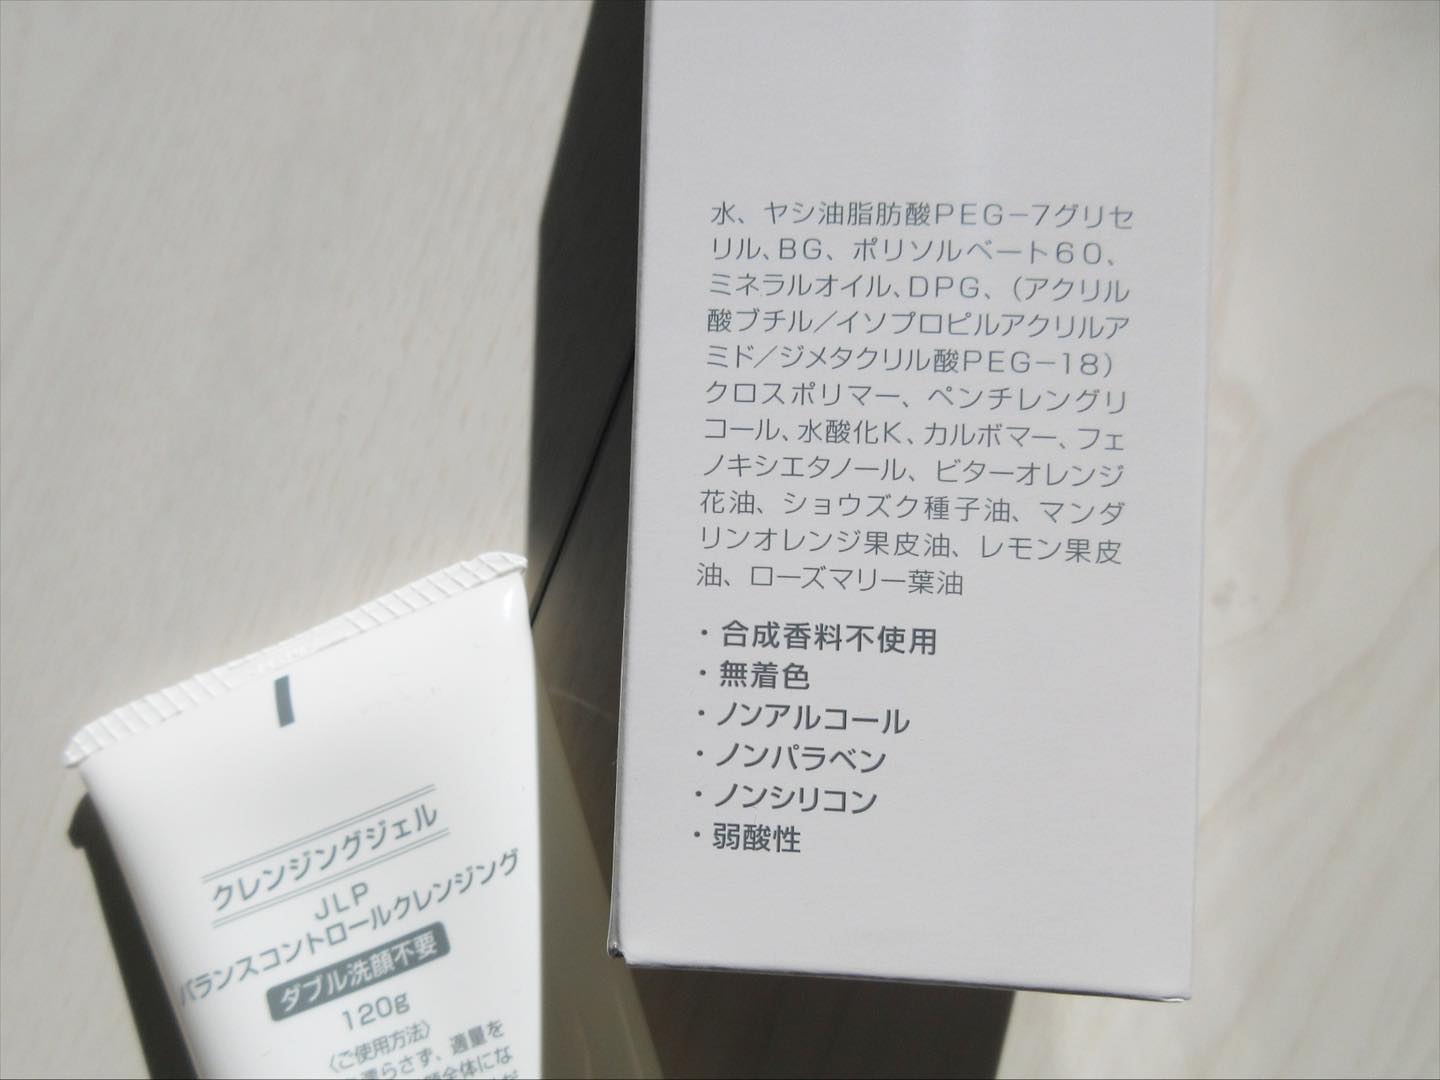 水、ヤシ油脂肪酸PEG−7グリセ
リル、BG、ポリソルベート60、
ミネラルオイル、DPG、(アクリル
酸ブチル/イソプロピルアクリルア
ミド/ジメタクリル酸PEG−18)
クロスポリマー、ペンチレングリ
コール、水酸化K、カルボマー、フェ
ノキシエタノール、ビターオレンジ
花油、ショウズク種子油、マンダ
リンオレンジ果皮油、レモン果皮
油、ローズマリー葉油
・合成香料不使用
・無着色
・ノンアルコール
・ノンパラベン
・ノンシリコン
・弱酸性
クレンジングジェル
JLP
バランスコントロールクレンジング
ダブル洗顔不要
120g
〈ご使用方法〉
濡らさず、適量を
全体にな